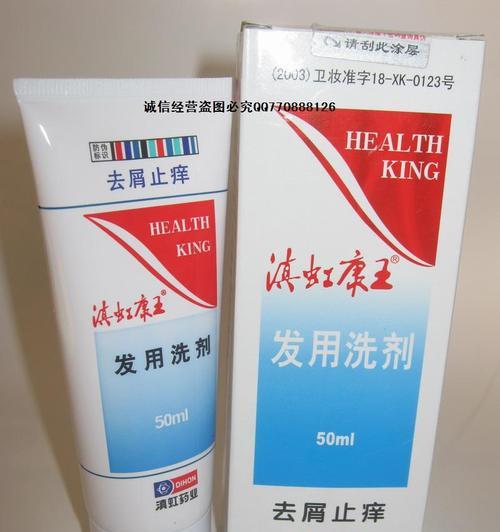 请刮此涂层
(2003)卫妆准字18-XK-0123号
诚信经营盗图必究QQ770888126
防伪
标识
去屑止痒
HEALTH
KING
滇虹康王®
发用洗剂
50ml
DIHON
滇虹药业
HEALTH
KING
滇虹康王®
发用洗剂
50ml
去屑止痒